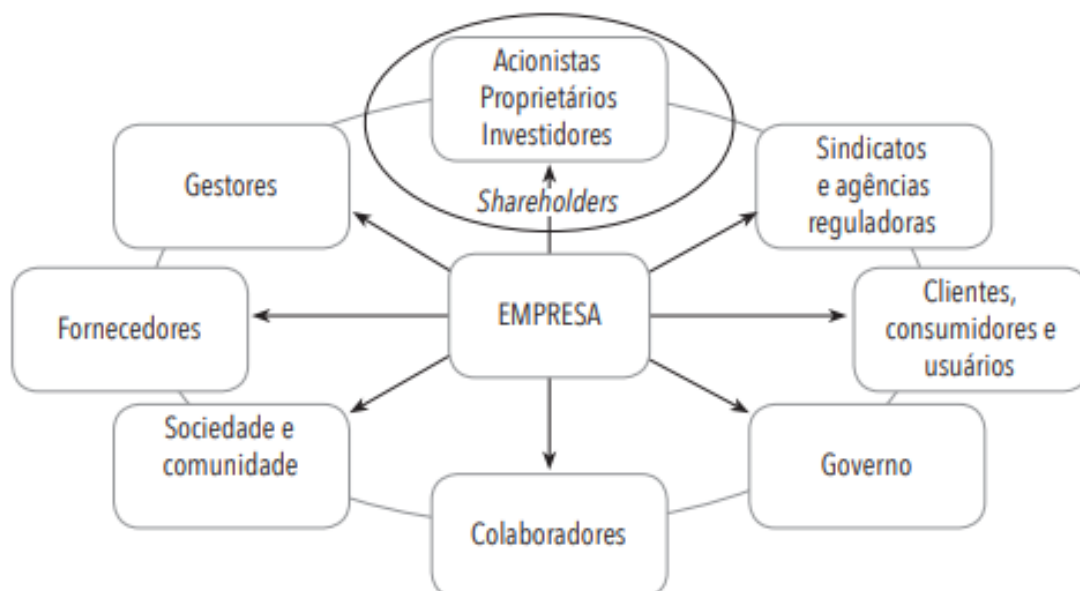 Acionistas
Proprietários
Investidores
Shareholders
Gestores
Sindicatos
e agências
reguladoras
Fornecedores
EMPRESA
Clientes,
consumidores e
usuários
Sociedade e
comunidade
Colaboradores
Governo